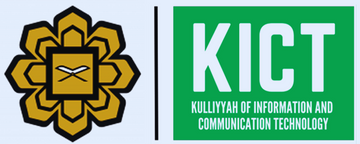 KICT
KULLIYYAH OF INFORMATION AND
COMMUNICATION TECHNOLOGY